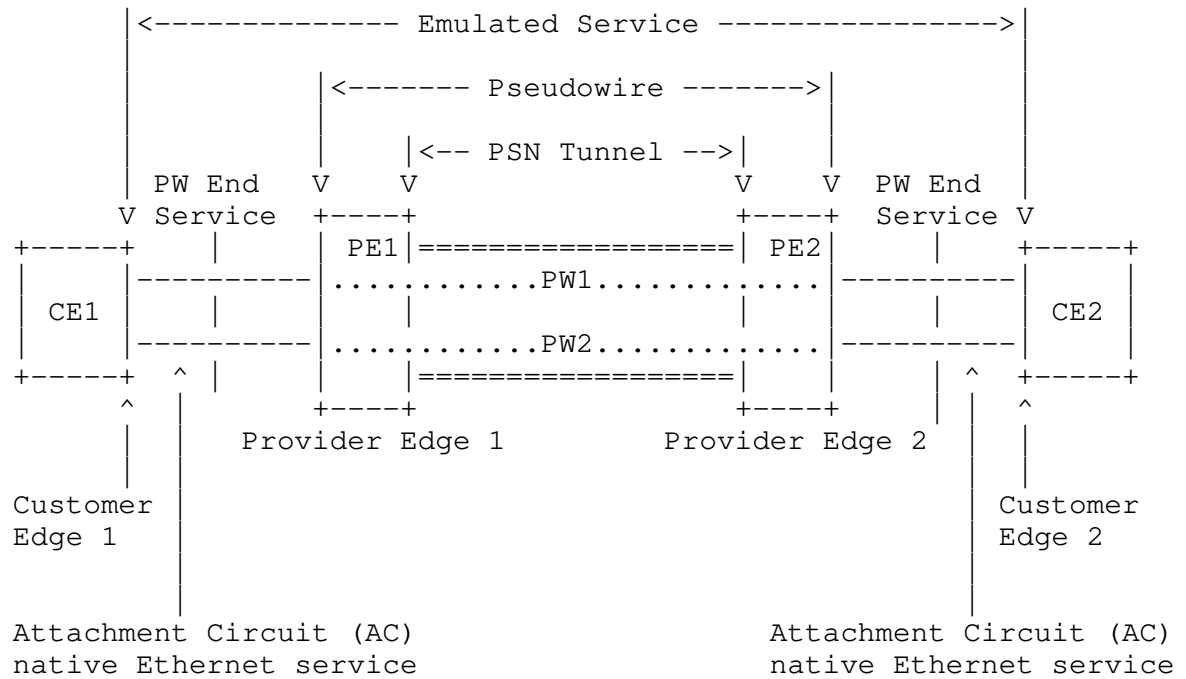 Emulated Service
Pseudowire
PSN Tunnel
PW End V V V V PW End
V Service Service V
PE1 PE2
PW1
CE1 CE2
PW2
Provider Edge 1 Provider Edge 2
Customer Customer
Edge 1 Edge 2
Attachment Circuit (AC) Attachment Circuit (AC)
native Ethernet service native Ethernet service